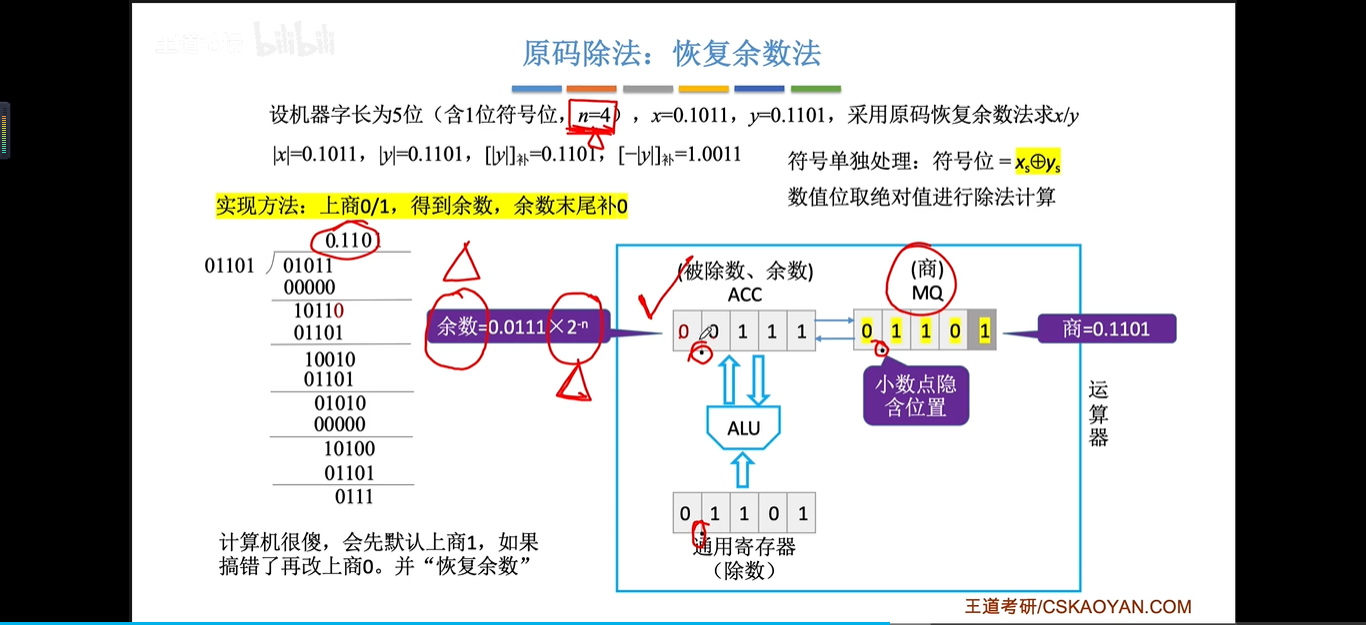 王道论坛 bilibili
原码除法：恢复余数法
设机器字长为5位（含1位符号位，n=4），x=0.1011，y=0.1101，采用原码恢复余数法求x/y
|x|=0.1011，|y|=0.1101，[|y|]补=0.1101，[−|y|]补=1.0011
符号单独处理：符号位 = xs⊕ys
数值位取绝对值进行除法计算
实现方法：上商0/1，得到余数，余数末尾补0
0.1101
01101
01011
00000
10110
01101
10010
01101
01010
00000
10100
01101
0111
余数=0.0111×2-n
(被除数、余数)
ACC
0 0 1 1 1
(商)
MQ
0 1 1 0 1
商=0.1101
小数点隐
含位置
ALU
运算器
0 1 1 0 1
通用寄存器
（除数）
计算机很傻，会先默认上商1，如果
搞错了再改上商0。并“恢复余数”
王道考研/CSKAOYAN.COM